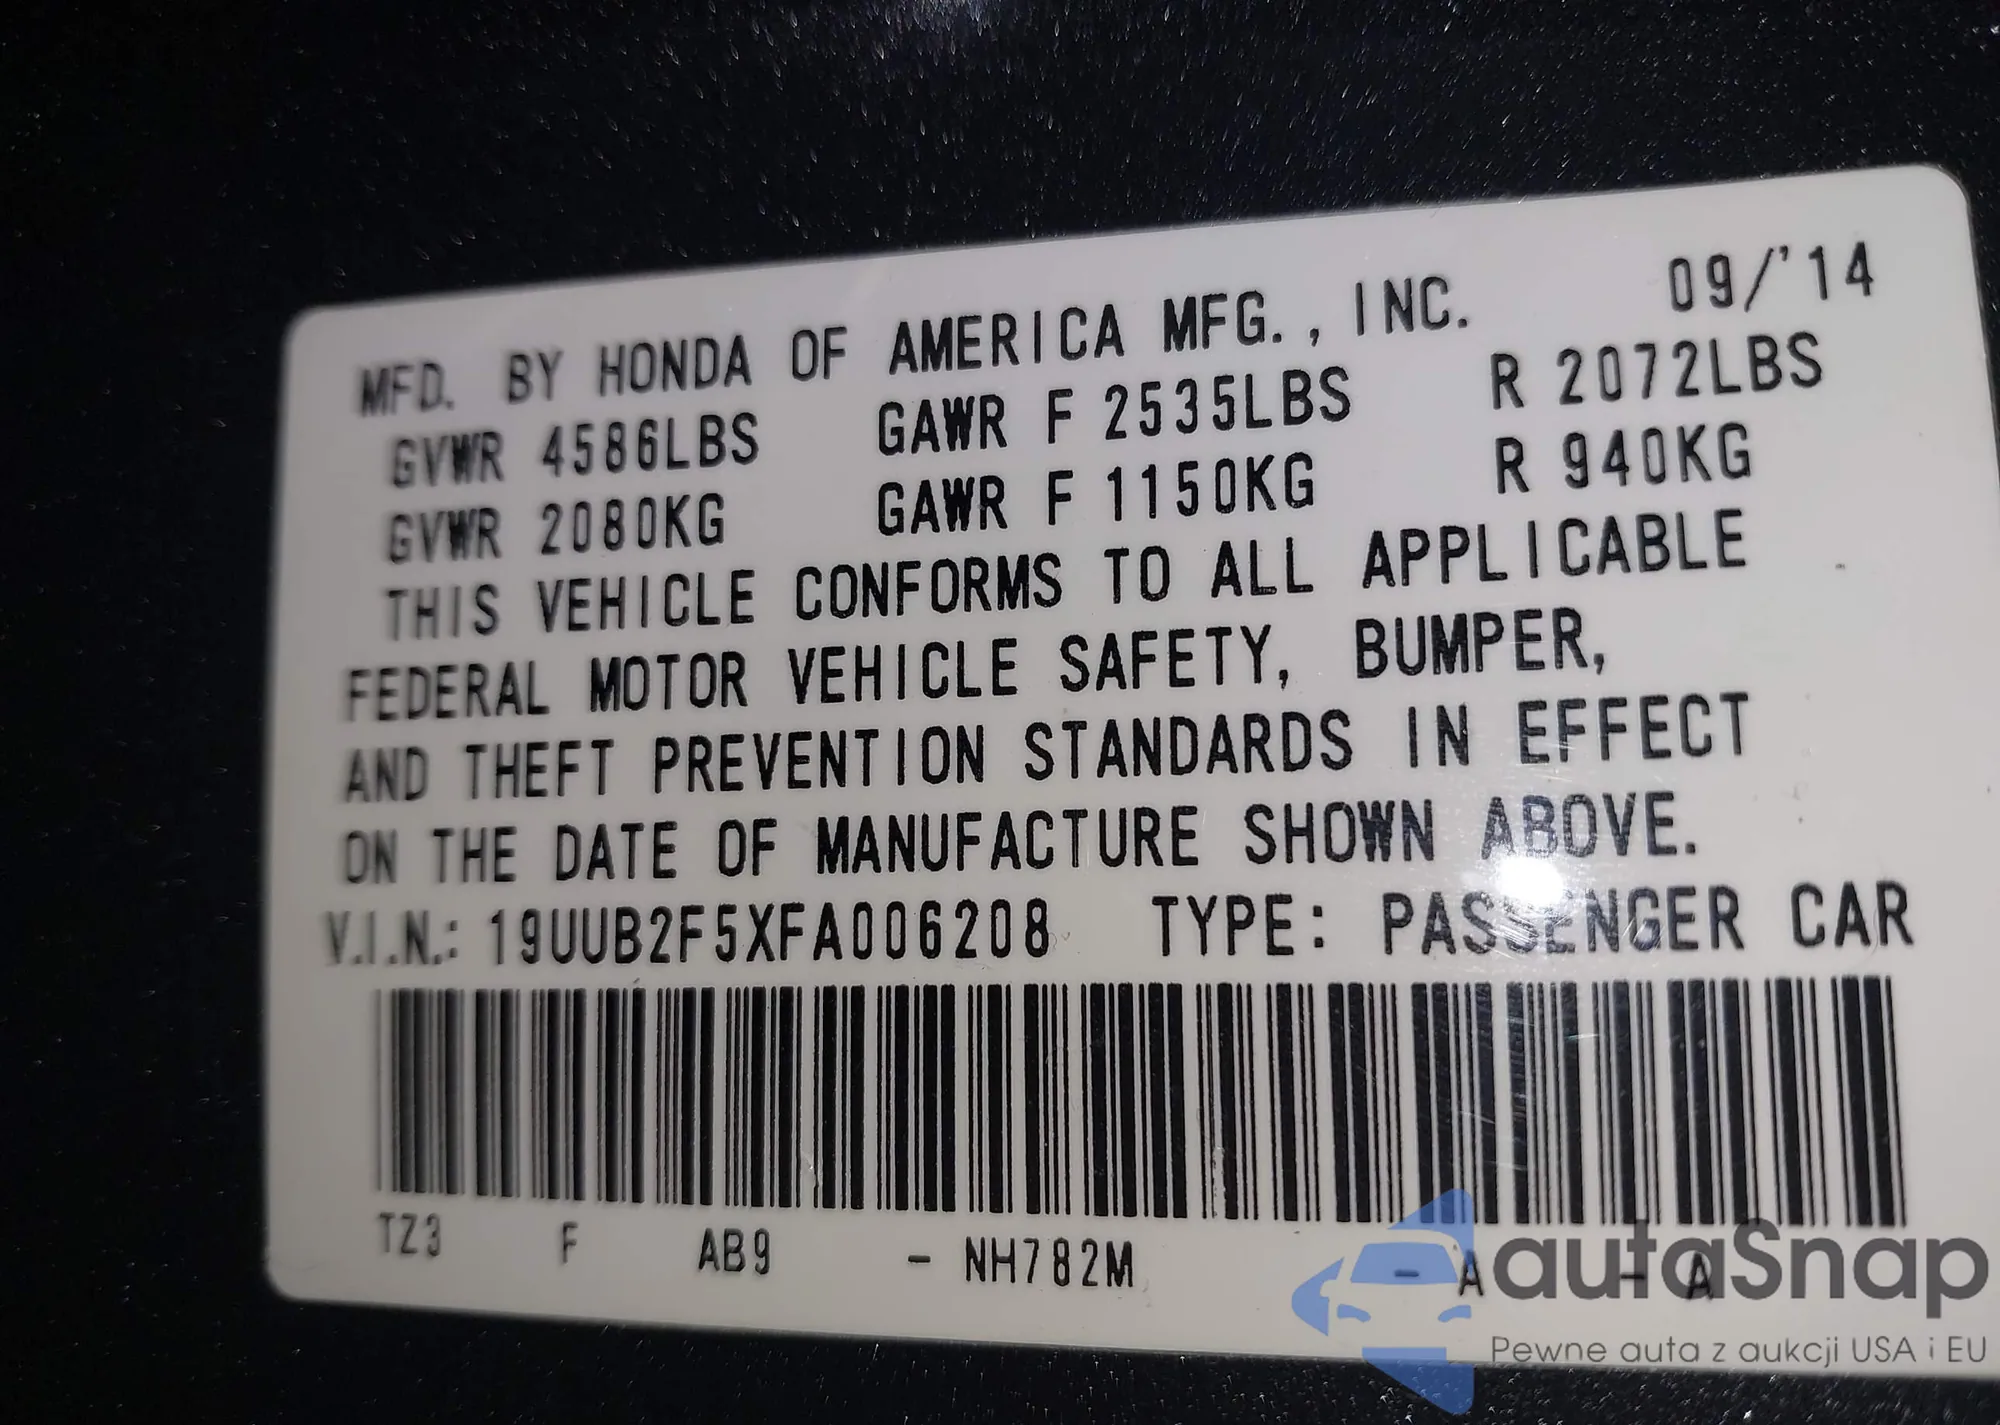 MFD. BY HONDA OF AMERICA MFG., INC. 09/'14
GVWR 4586LBS GAWR F 2535LBS R 2072LBS
GVWR 2080KG GAWR F 1150KG R 940KG
THIS VEHICLE CONFORMS TO ALL APPLICABLE
FEDERAL MOTOR VEHICLE SAFETY, BUMPER,
AND THEFT PREVENTION STANDARDS IN EFFECT
ON THE DATE OF MANUFACTURE SHOWN ABOVE.
V.I.N.: 19UUB2F5XFA006208 TYPE: PASSENGER CAR
TZ3 F AB9 - NH782M - A - A
autaSnap
Pewne auta z aukcji USA i EU